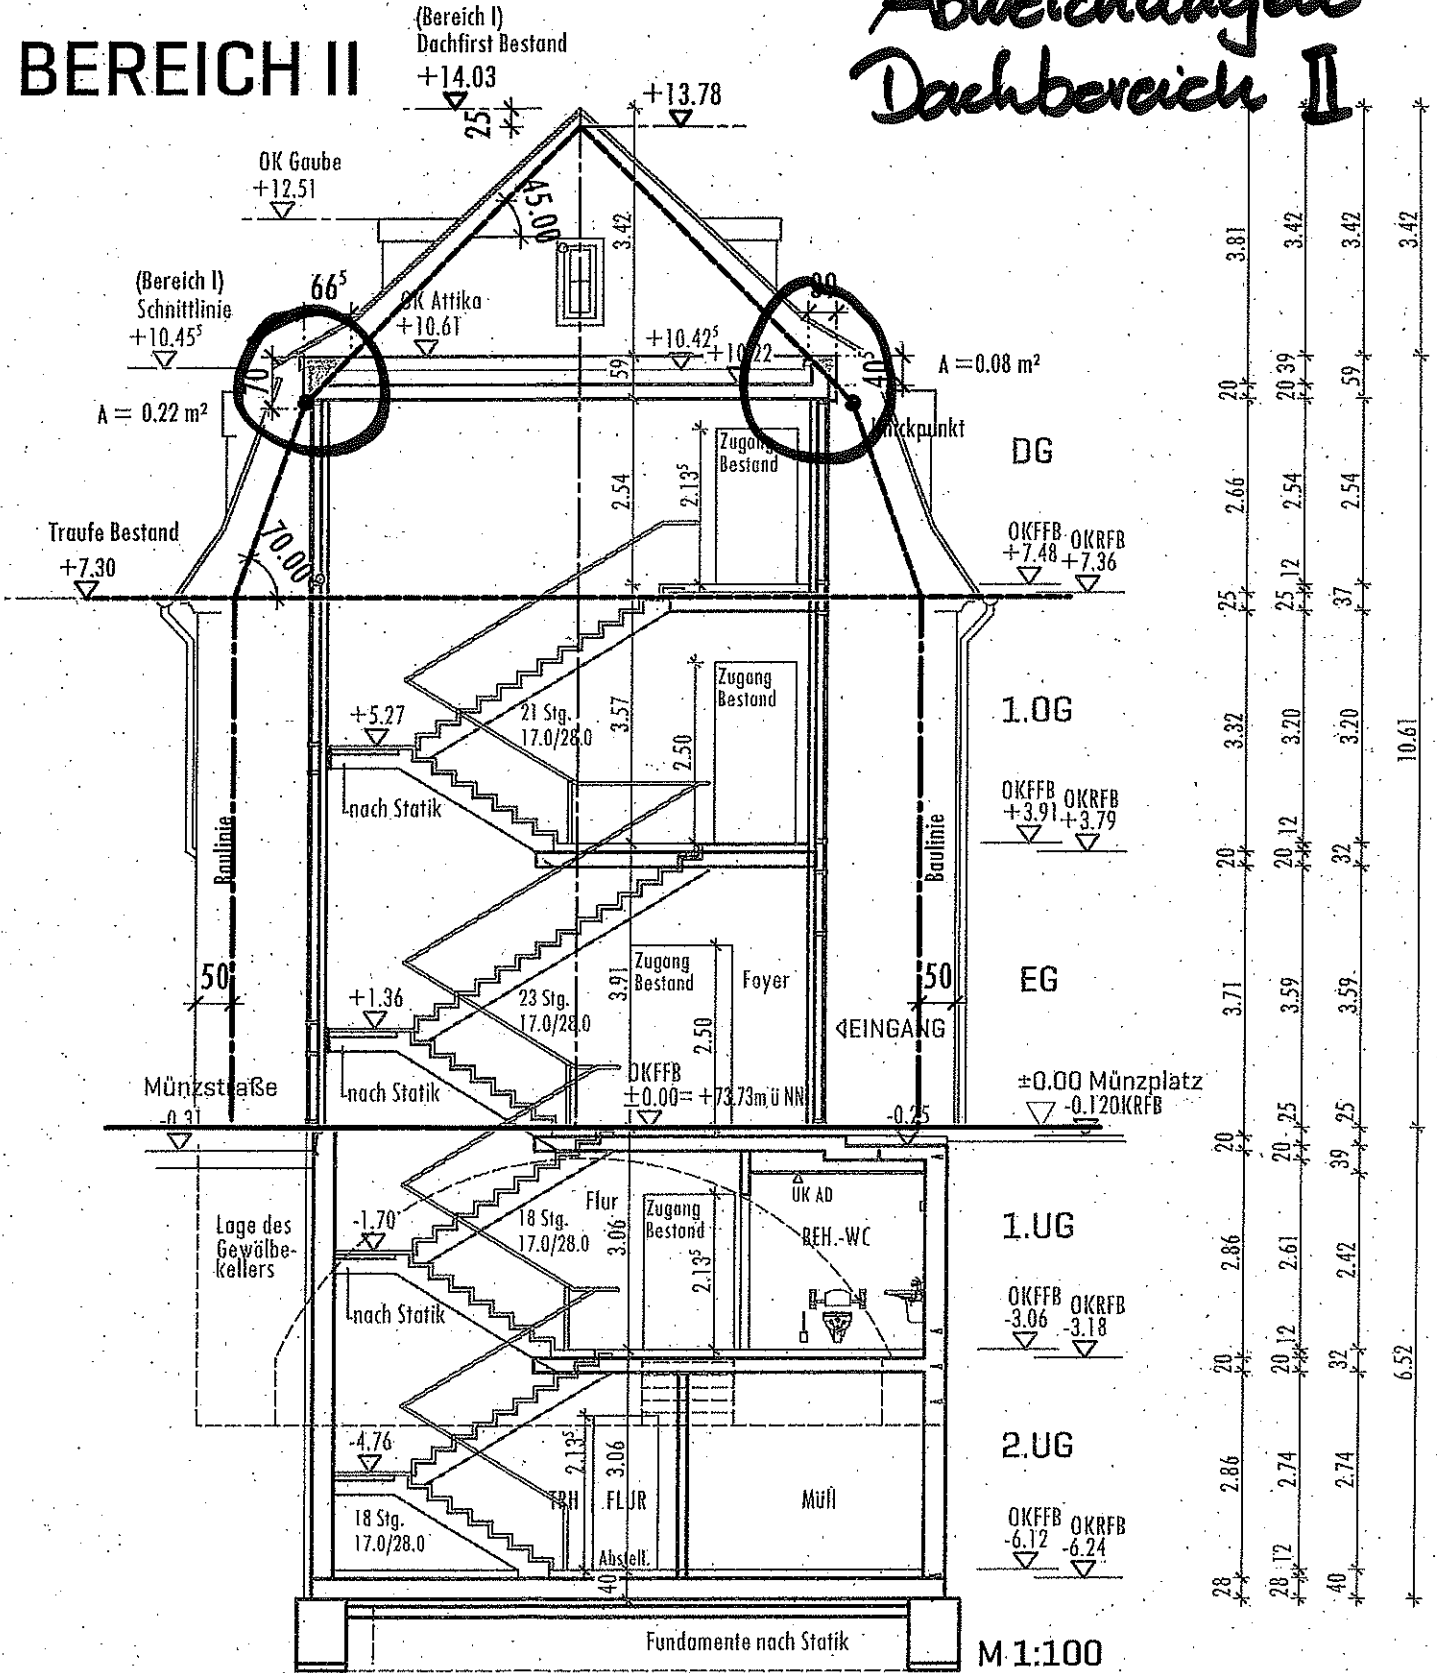 BEREICH II
Abweichungen
Dachbereich II
(Bereich I)
Dachfirst Bestand
+14.03
25
+13.78
OK Gaube
+12.51
45.00
3.42
(Bereich I)
Schnittlinie
+10.45⁵
66⁵
OK Attika
+10.61
+10.42⁵
+10.22
59
70
40⁵
A = 0.22 m²
A = 0.08 m²
Knickpunkt
Zugang
Bestand
2.13⁵
2.54
DG
Traufe Bestand
+7.30
70.00
OKFFB
+7.48
OKRFB
+7.36
Zugang
Bestand
2.50
3.57
21 Stg.
17.0/28.0
+5.27
nach Statik
1.OG
OKFFB
+3.91
OKRFB
+3.79
Baulinie
Baulinie
50
50
Zugang
Bestand
Foyer
3.91
2.50
23 Stg.
17.0/28.0
+1.36
nach Statik
EINGANG
EG
Münzstraße
-0.31
OKFFB
±0.00= +73.73m ü NN
-0.25
±0.00 Münzplatz
-0.12OKRFB
Lage des
Gewölbe-
kellers
-1.70
nach Statik
18 Stg.
17.0/28.0
Flur
3.06
Zugang
Bestand
2.13⁵
UK AD
BEH.-WC
1.UG
OKFFB
-3.06
OKRFB
-3.18
-4.76
18 Stg.
17.0/28.0
2.13⁵
3.06
TRH
FLUR
Abstell.
40
Müll
2.UG
OKFFB
-6.12
OKRFB
-6.24
Fundamente nach Statik
M 1:100
3.81
20
2.66
25
3.32
20
3.71
20
2.86
20
2.86
28
3.42
39
20
2.54
12
25
3.20
12
20
3.59
25
20
2.61
12
20
2.74
12
28
3.42
59
2.54
37
3.20
32
3.59
25
39
2.42
32
2.74
40
3.42
10.61
6.52